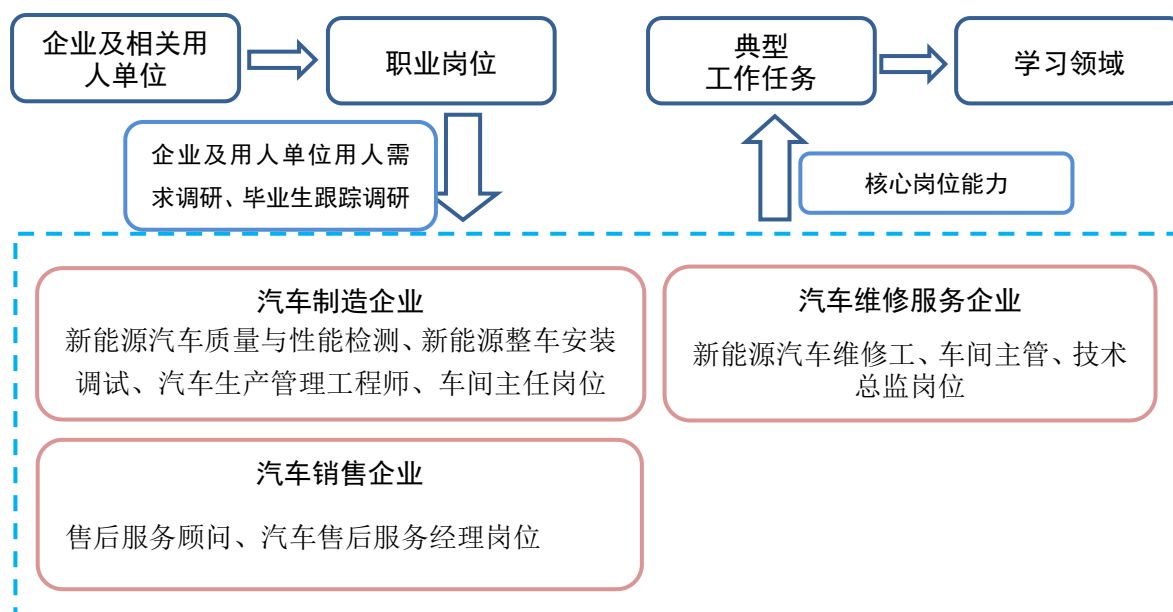 企业及相关用
人单位
职业岗位
典型
工作任务
学习领域
企业及用人单位用人需
求调研、毕业生跟踪调研
核心岗位能力
汽车制造企业
新能源汽车质量与性能检测、新能源整车安装
调试、汽车生产管理工程师、车间主任岗位
汽车维修服务企业
新能源汽车维修工、车间主管、技术
总监岗位
汽车销售企业
售后服务顾问、汽车售后服务经理岗位